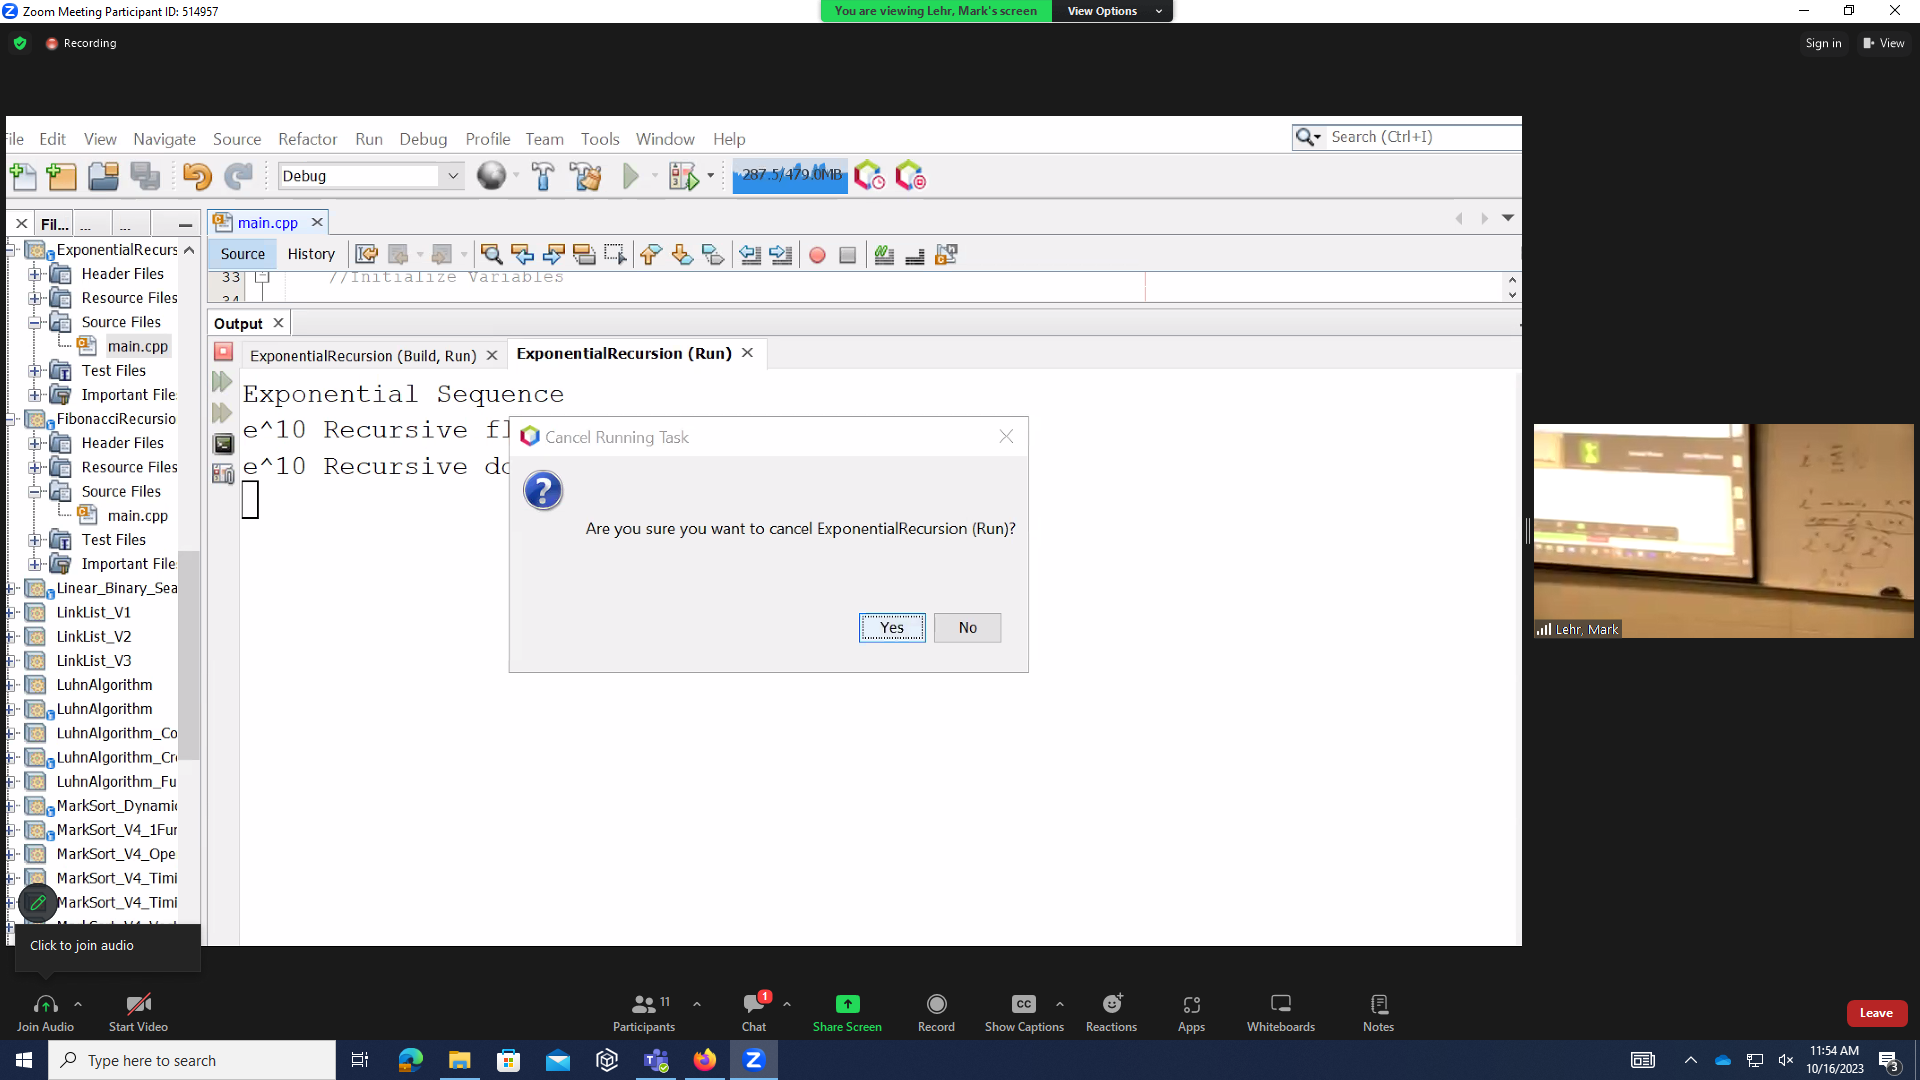 Zoom Meeting Participant ID: 514957
You are viewing Lehr, Mark's screen
View Options
Recording
Sign in
View
File Edit View Navigate Source Refactor Run Debug Profile Team Tools Window Help
Search (Ctrl+I)
Debug
287.5/479.0MB
Fil...
...
...
main.cpp
Source
History
33
//Initialize Variables
34
ExponentialRecurs
Header Files
Resource Files
Source Files
main.cpp
Test Files
Important File
FibonacciRecursio
Header Files
Resource Files
Source Files
main.cpp
Test Files
Important File
Linear_Binary_Sea
LinkList_V1
LinkList_V2
LinkList_V3
LuhnAlgorithm
LuhnAlgorithm
LuhnAlgorithm_Co
LuhnAlgorithm_Cr
LuhnAlgorithm_Fu
MarkSort_Dynamic
MarkSort_V4_1Fun
MarkSort_V4_Ope
MarkSort_V4_Timi
MarkSort_V4_Timi
Output
ExponentialRecursion (Build, Run)
ExponentialRecursion (Run)
Exponential Sequence
e^10 Recursive fl
e^10 Recursive do
Cancel Running Task
Are you sure you want to cancel ExponentialRecursion (Run)?
Yes
No
Lehr, Mark
Click to join audio
Join Audio
Start Video
Participants
11
Chat
1
Share Screen
Record
CC
Show Captions
Reactions
Apps
Whiteboards
Notes
Leave
Type here to search
11:54 AM
10/16/2023
3